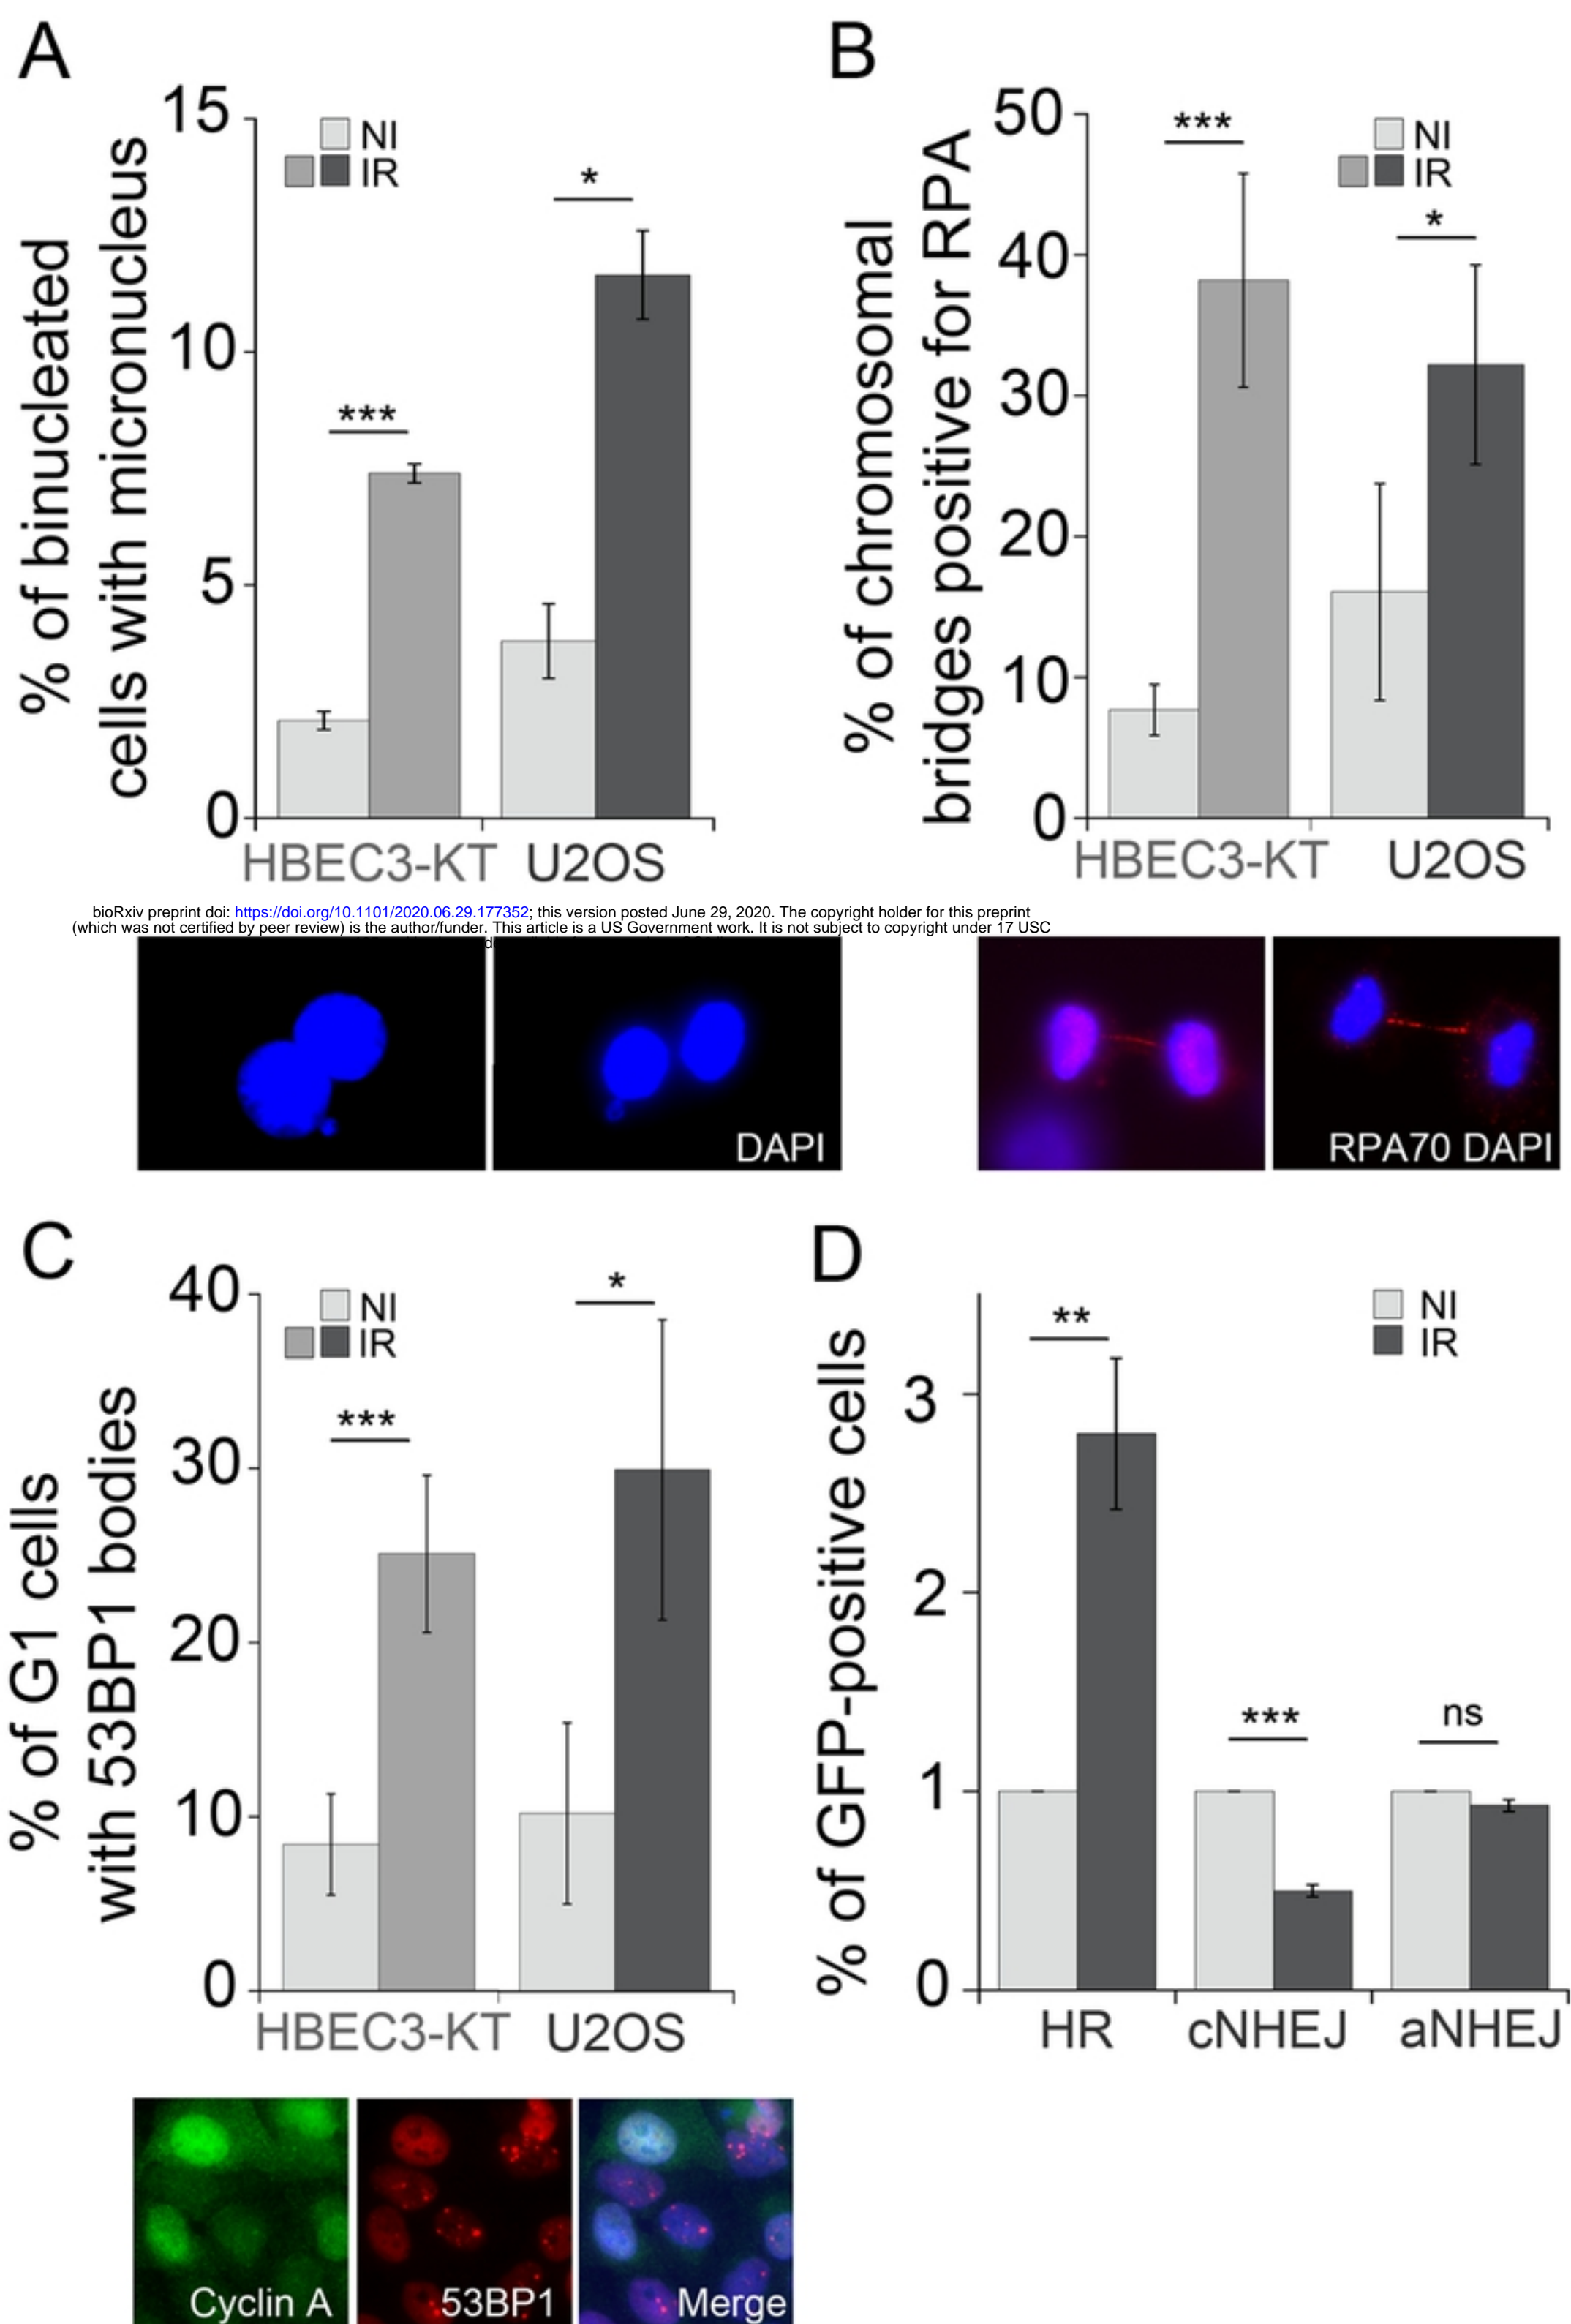 A
% of binucleated
cells with micronucleus
15
10
5
0
NI
IR
***
*
HBEC3-KT U2OS
B
% of chromosomal
bridges positive for RPA
50
40
30
20
10
0
***
NI
IR
*
HBEC3-KT U2OS
bioRxiv preprint doi: https://doi.org/10.1101/2020.06.29.177352; this version posted June 29, 2020. The copyright holder for this preprint
(which was not certified by peer review) is the author/funder. This article is a US Government work. It is not subject to copyright under 17 USC
DAPI
RPA70 DAPI
C
% of G1 cells
with 53BP1 bodies
40
30
20
10
0
NI
IR
***
*
HBEC3-KT U2OS
Cyclin A
53BP1
Merge
D
% of GFP-positive cells
3
2
1
0
NI
IR
**
***
ns
HR cNHEJ aNHEJ